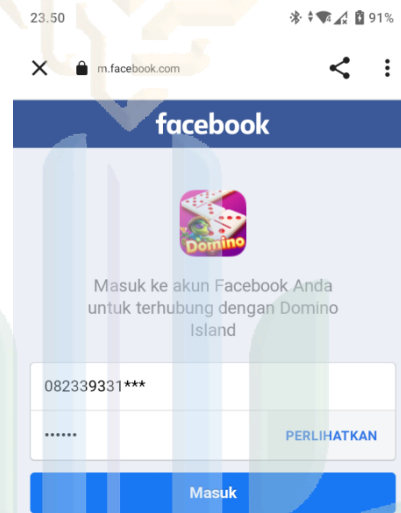 23.50 91%
m.facebook.com
facebook
Domino
Masuk ke akun Facebook Anda
untuk terhubung dengan Domino
Island
082339331***
•••••• PERLIHATKAN
Masuk